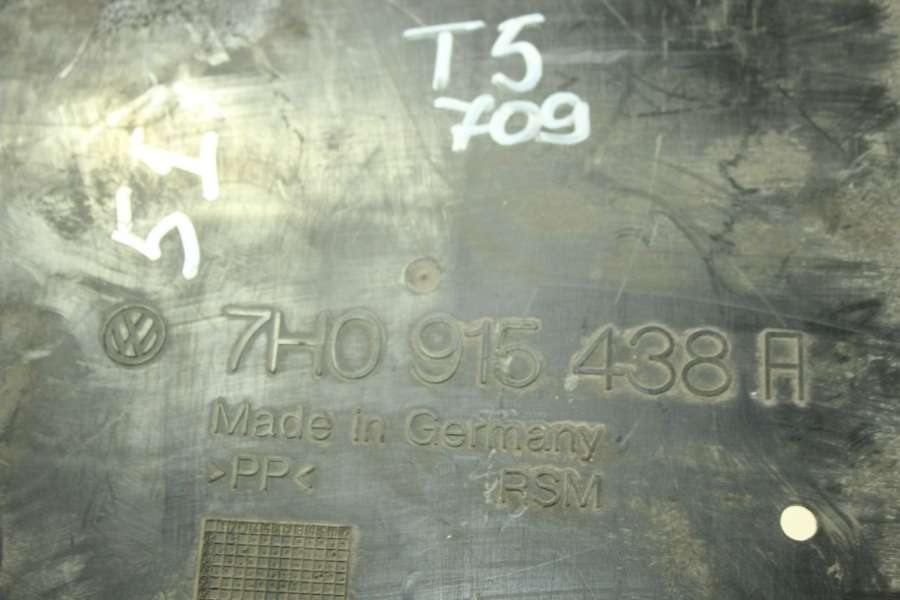 T5
709
51
7H0 915 438 A
Made in Germany
>PP<
RSM